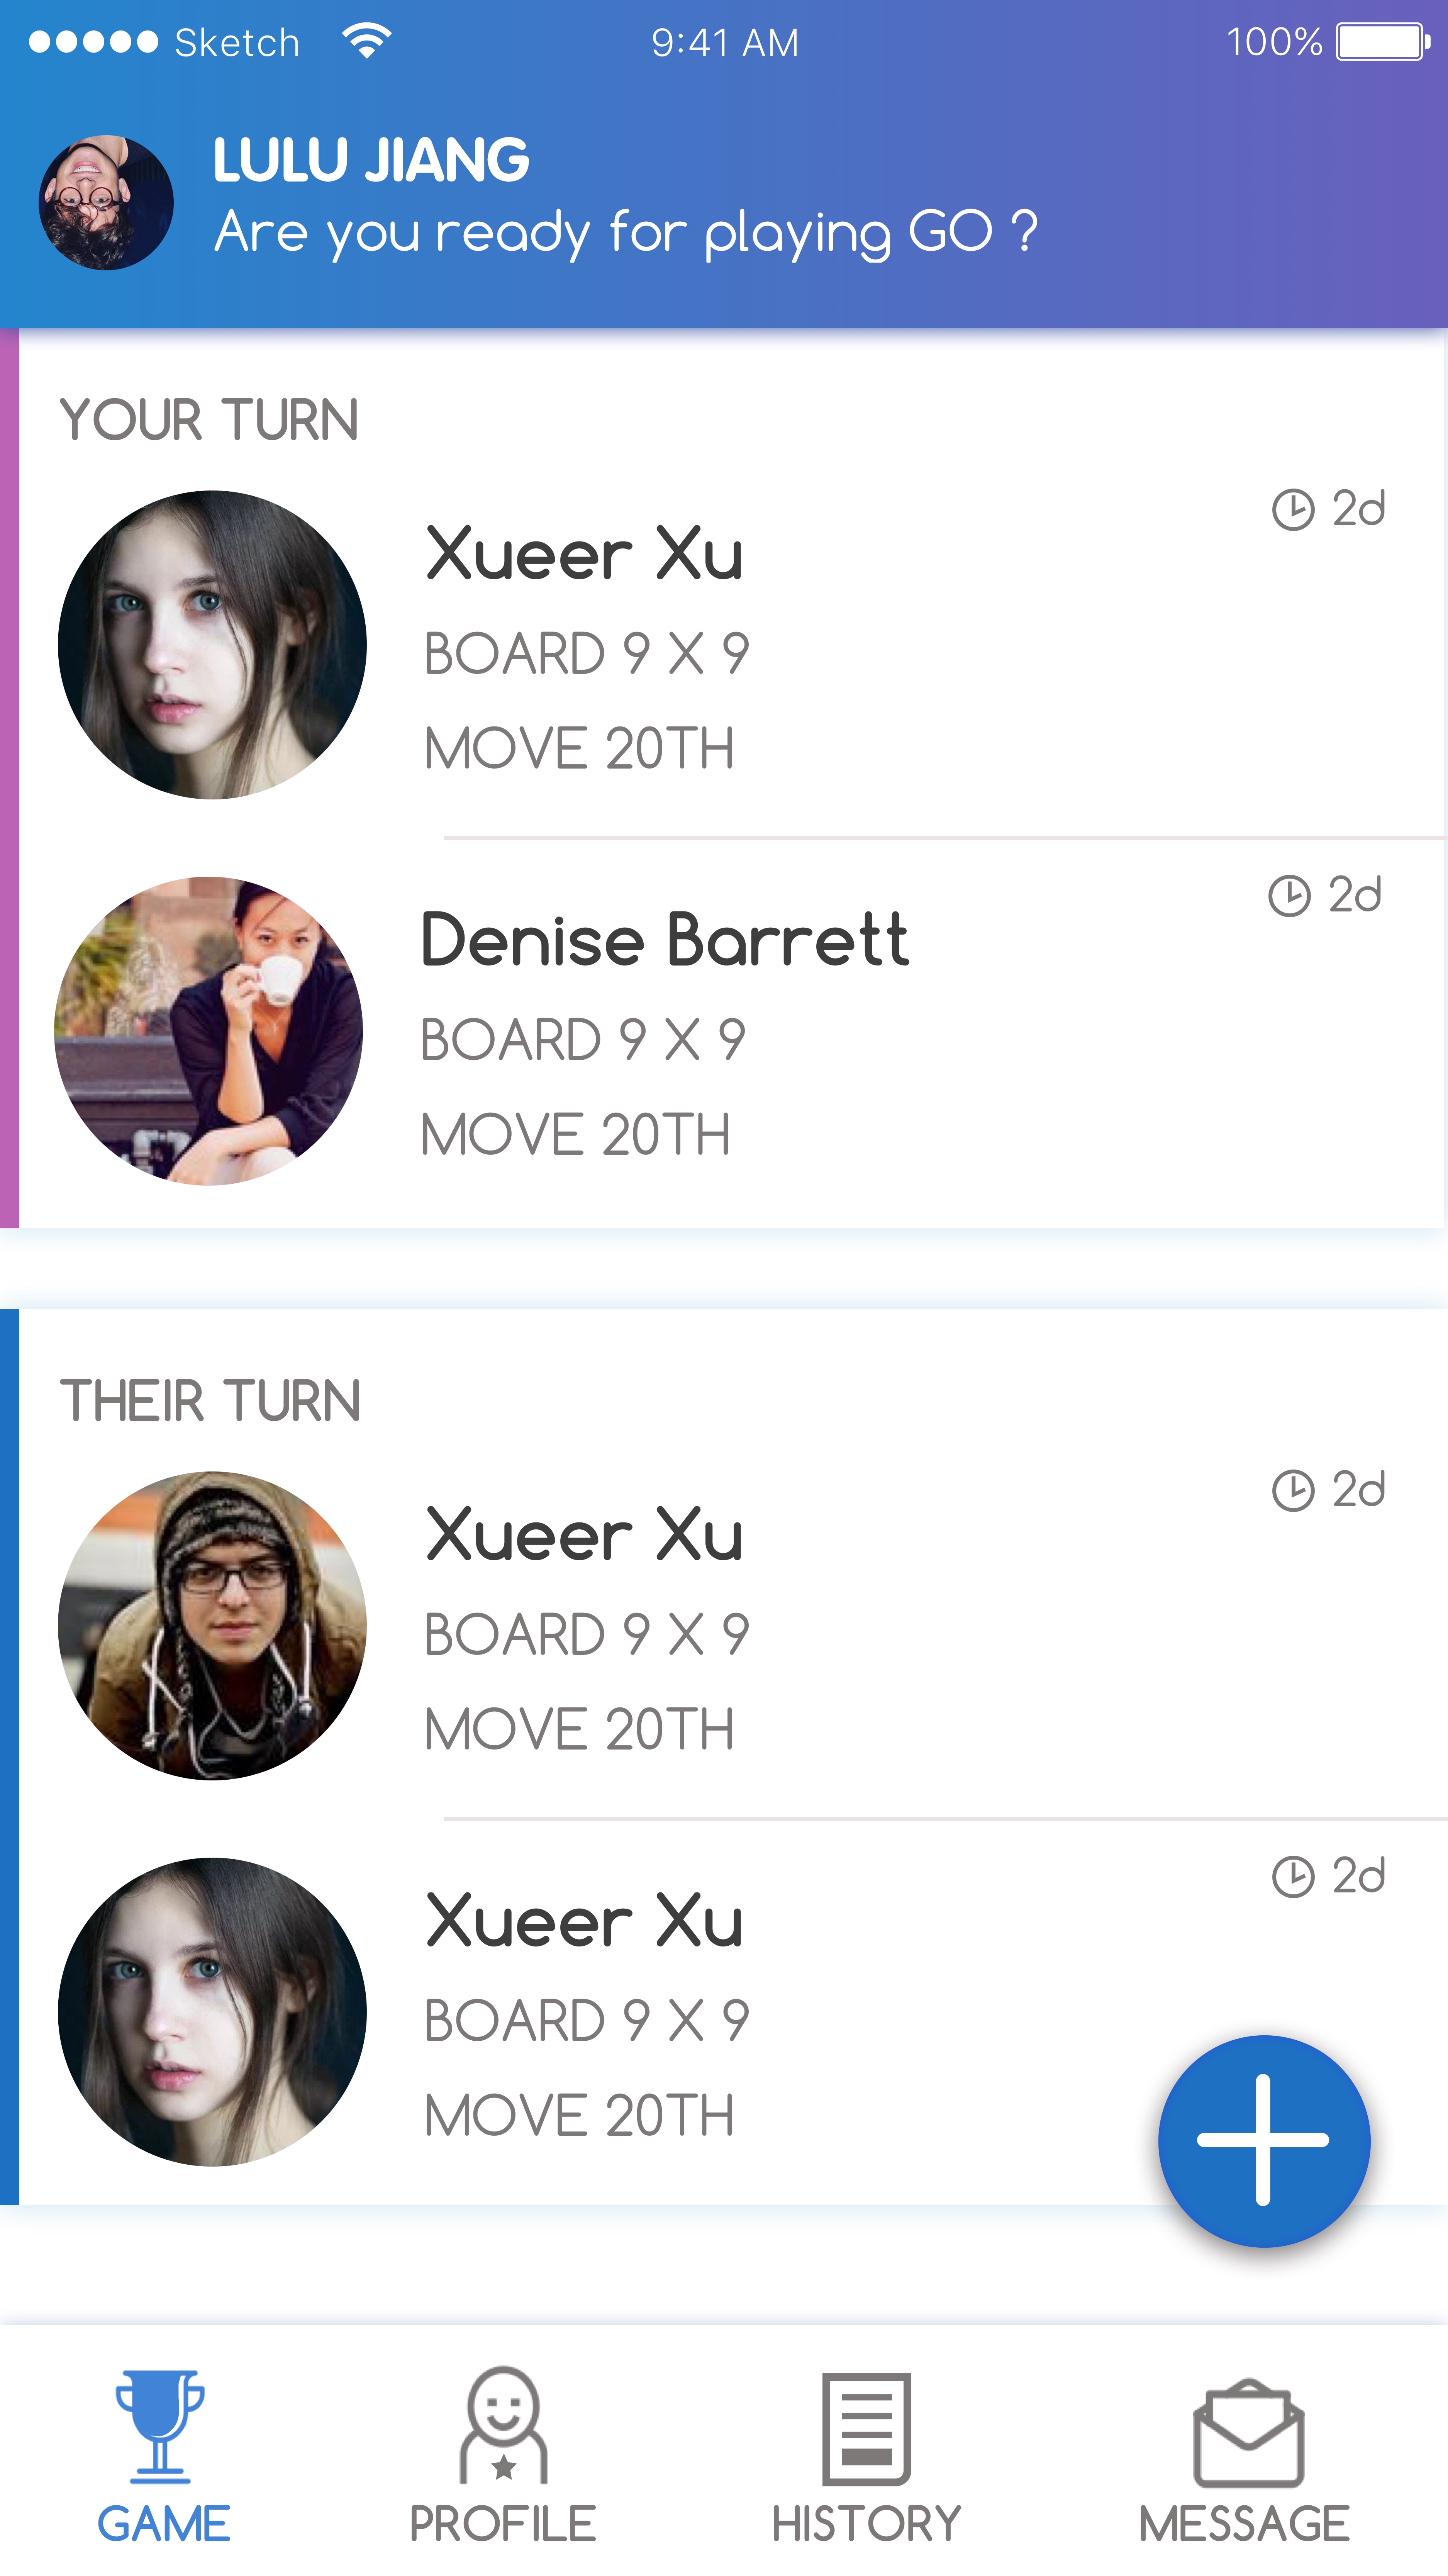 Sketch 9:41 AM 100%
LULU JIANG
Are you ready for playing GO ?
YOUR TURN
2d
Xueer Xu
BOARD 9 X 9
MOVE 20TH
2d
Denise Barrett
BOARD 9 X 9
MOVE 20TH
THEIR TURN
2d
Xueer Xu
BOARD 9 X 9
MOVE 20TH
2d
Xueer Xu
BOARD 9 X 9
MOVE 20TH
GAME PROFILE HISTORY MESSAGE